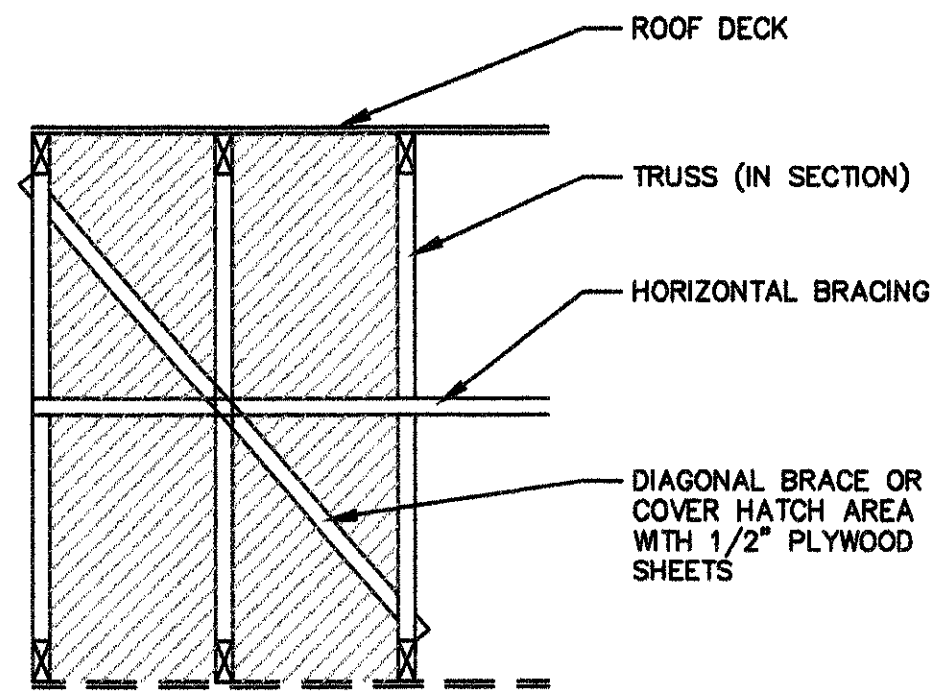 ROOF DECK
TRUSS (IN SECTION)
HORIZONTAL BRACING
DIAGONAL BRACE OR
COVER HATCH AREA
WITH 1/2" PLYWOOD
SHEETS